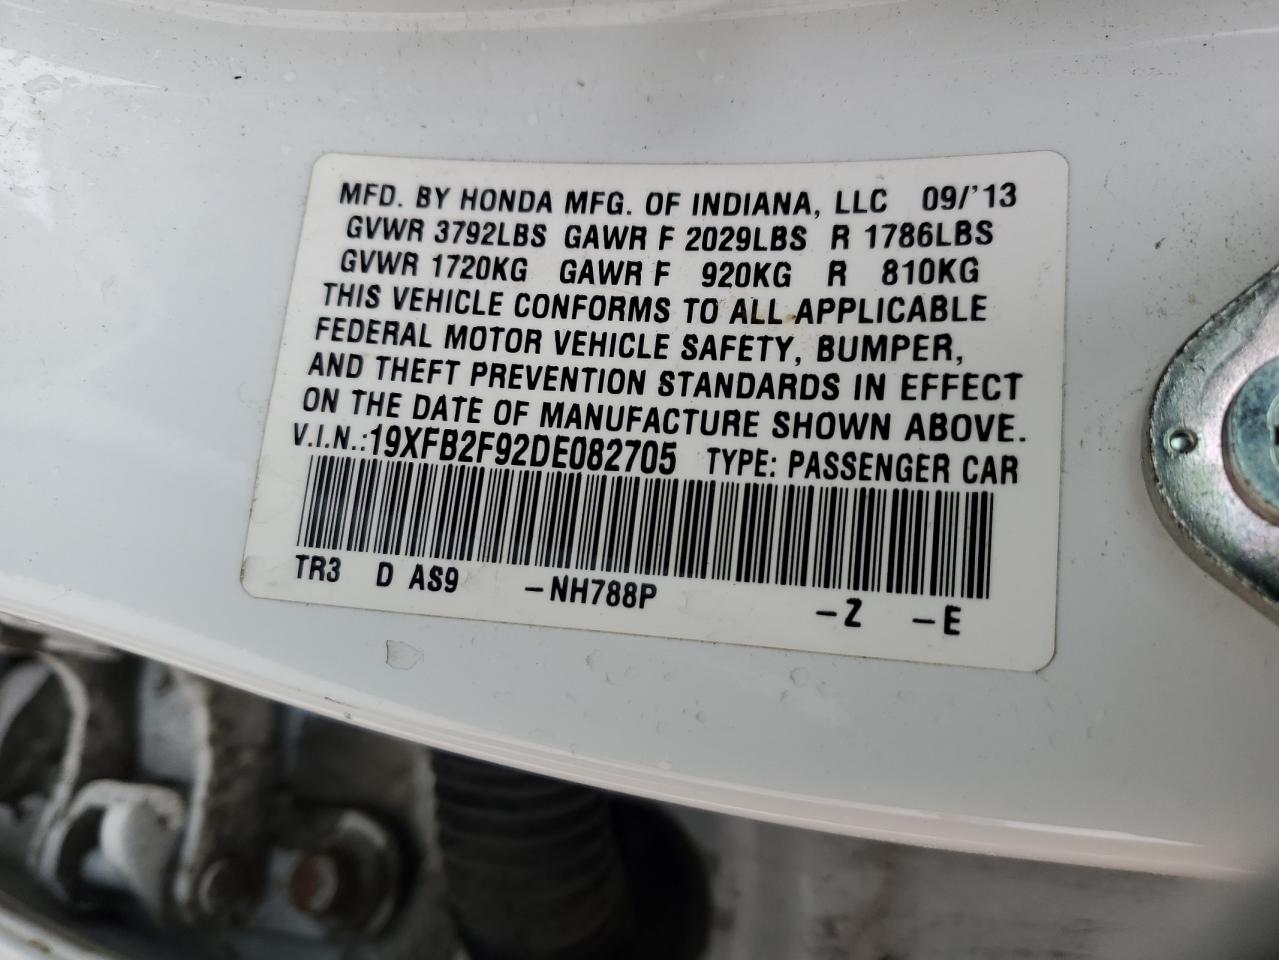 MFD. BY HONDA MFG. OF INDIANA, LLC 09/'13
GVWR 3792LBS GAWR F 2029LBS R 1786LBS
GVWR 1720KG GAWR F 920KG R 810KG
THIS VEHICLE CONFORMS TO ALL APPLICABLE
FEDERAL MOTOR VEHICLE SAFETY, BUMPER,
AND THEFT PREVENTION STANDARDS IN EFFECT
ON THE DATE OF MANUFACTURE SHOWN ABOVE.
V.I.N.:19XFB2F92DE082705 TYPE: PASSENGER CAR
TR3 D AS9 -NH788P -Z -E